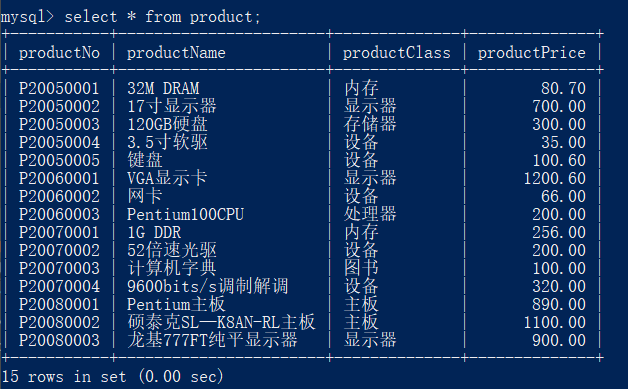 mysql> select * from product;
+-----------+----------------------+--------------+--------------+
| productNo | productName | productClass | productPrice |
+-----------+----------------------+--------------+--------------+
| P20050001 | 32M DRAM | 内存 | 80.70 |
| P20050002 | 17寸显示器 | 显示器 | 700.00 |
| P20050003 | 120GB硬盘 | 存储器 | 300.00 |
| P20050004 | 3.5寸软驱 | 设备 | 35.00 |
| P20050005 | 键盘 | 设备 | 100.60 |
| P20060001 | VGA显示卡 | 显示器 | 1200.60 |
| P20060002 | 网卡 | 设备 | 66.00 |
| P20060003 | Pentium100CPU | 处理器 | 200.00 |
| P20070001 | 1G DDR | 内存 | 256.00 |
| P20070002 | 52倍速光驱 | 设备 | 200.00 |
| P20070003 | 计算机字典 | 图书 | 100.00 |
| P20070004 | 9600bits/s调制解调 | 设备 | 320.00 |
| P20080001 | Pentium主板 | 主板 | 890.00 |
| P20080002 | 硕泰克SL—K8AN-RL主板 | 主板 | 1100.00 |
| P20080003 | 龙基777FT纯平显示器 | 显示器 | 900.00 |
+-----------+----------------------+--------------+--------------+
15 rows in set (0.00 sec)